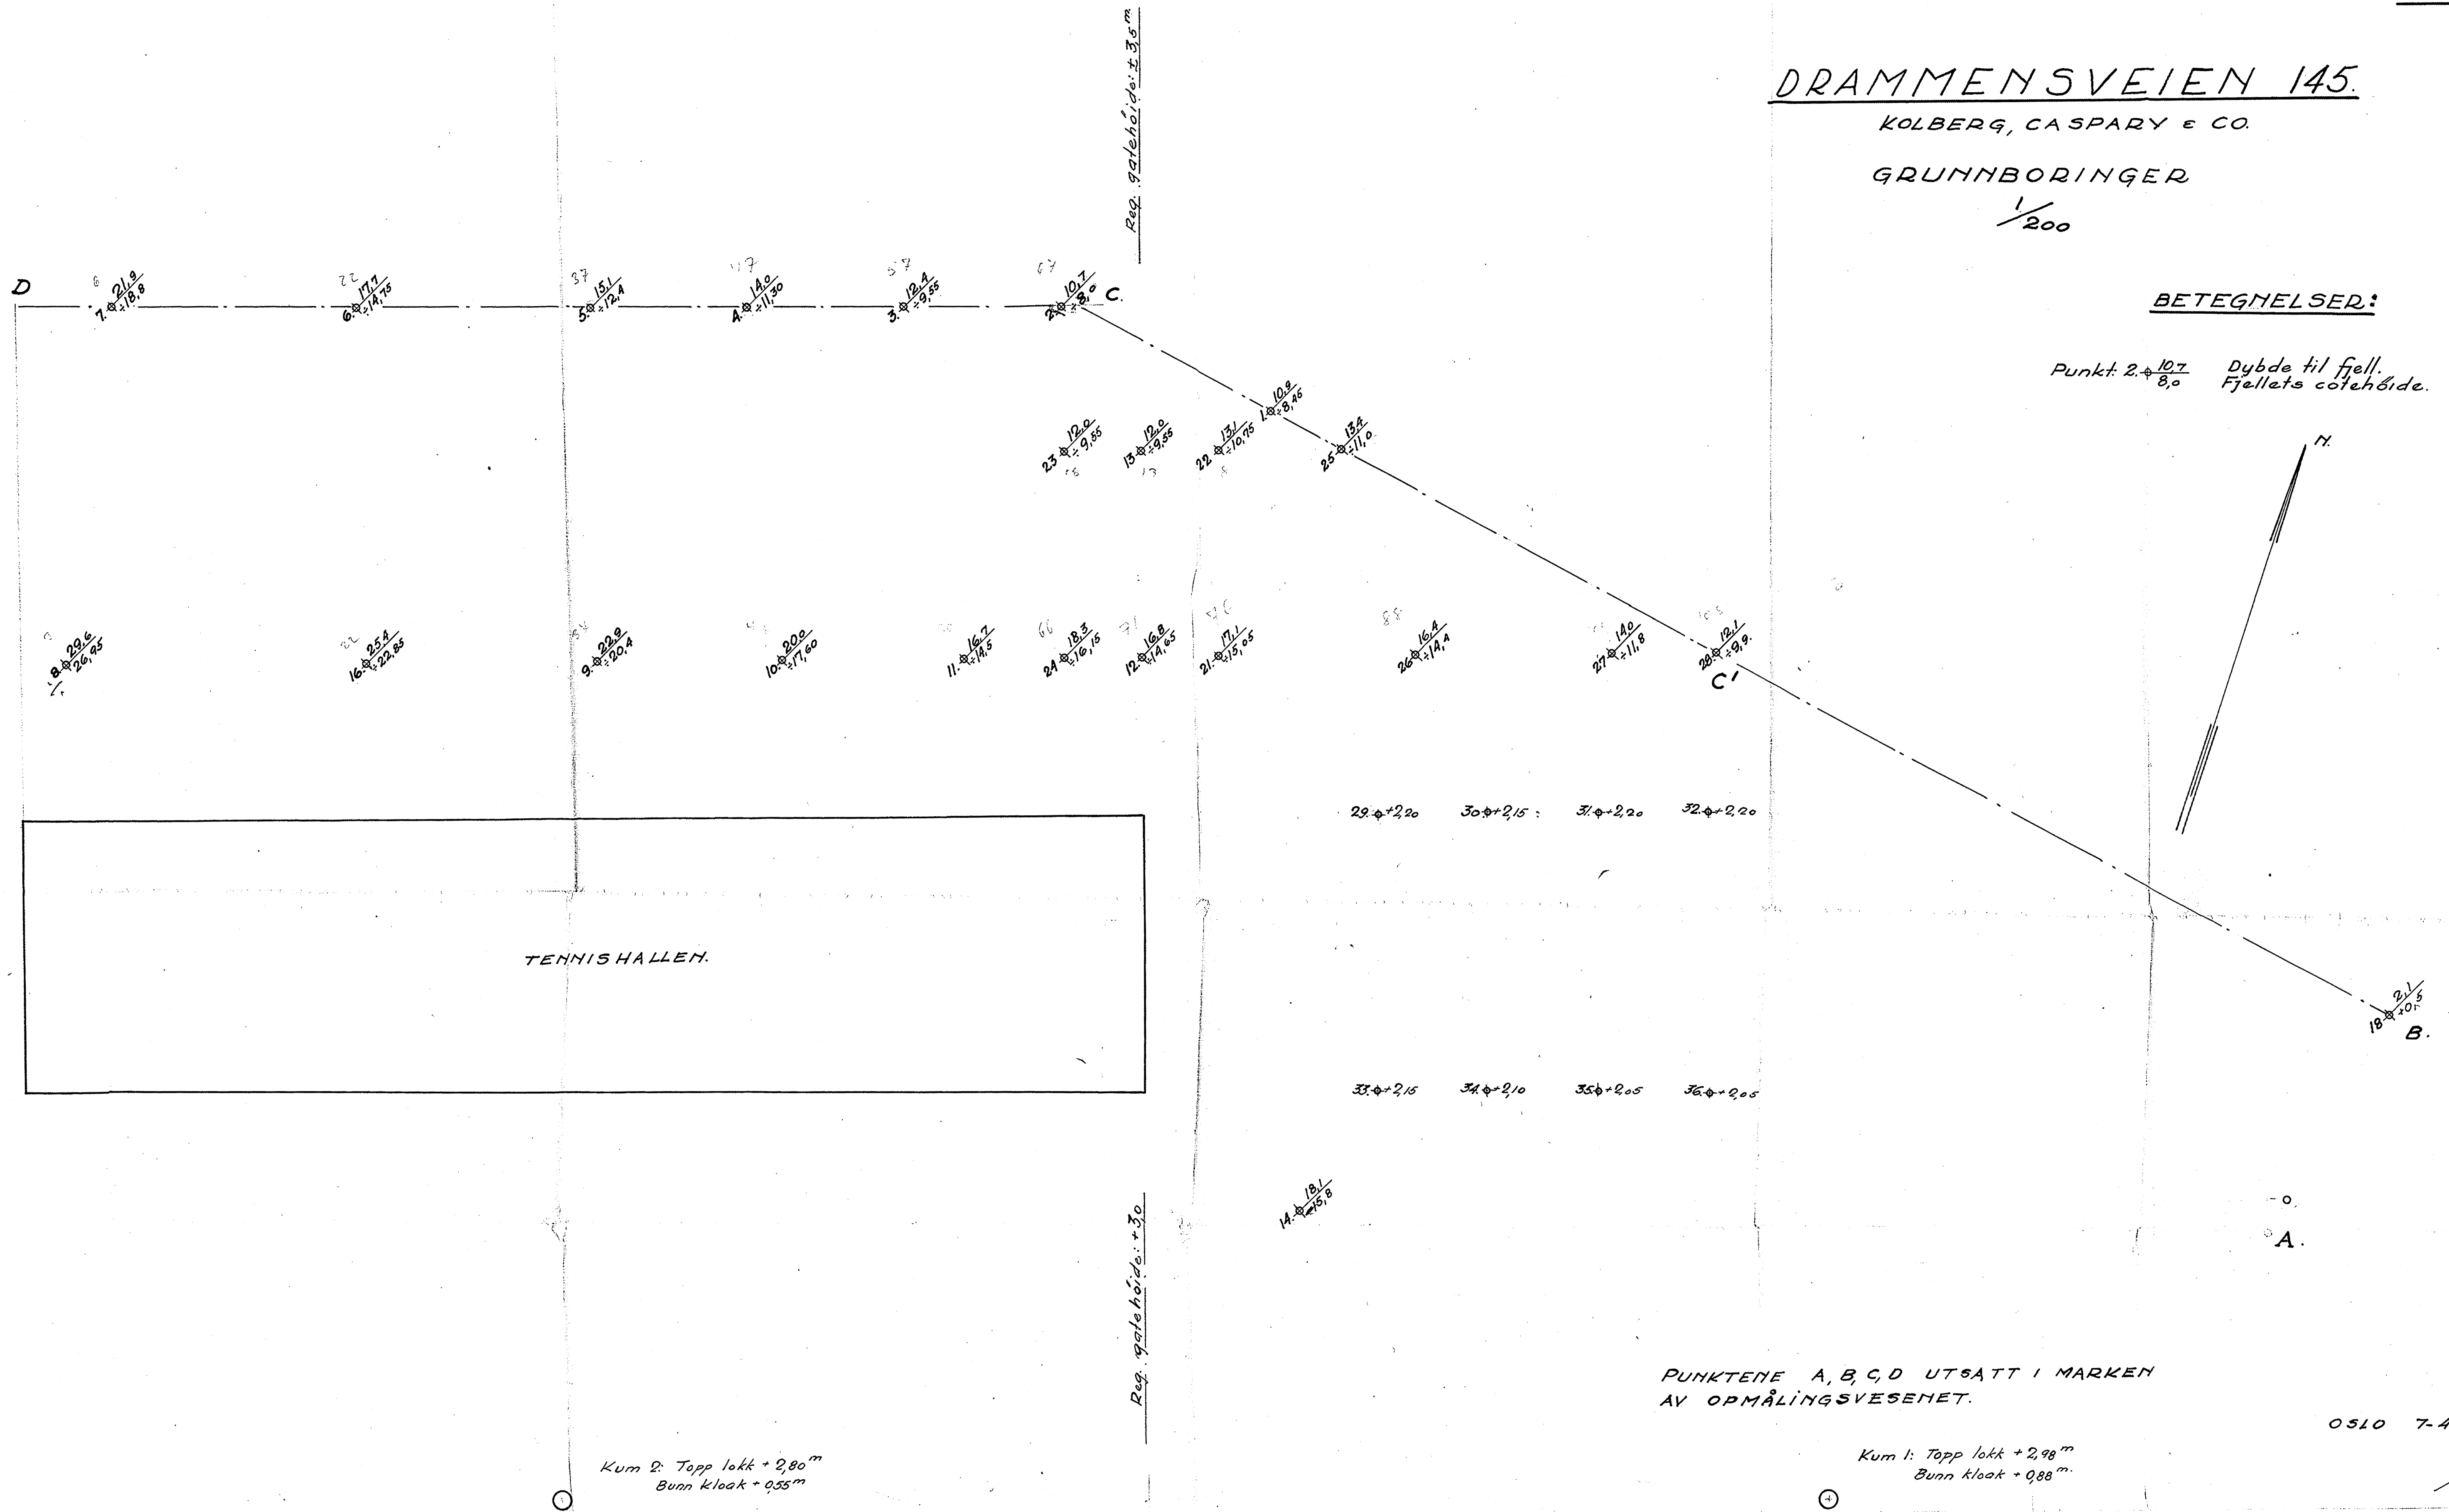 DRAMMENSVEIEN 145.
KOLBERG, CASPARY & CO.
GRUNNBORINGER
1/200
BETEGNELSER:
Punkt: 2. 10,7 Dybde til fjell.
8,0 Fjellets cotehöide.
N.
Reg. gatehöide: ± 3,5 m
D
7. 21,9
÷18,8
6. 17,7
÷14,75
5. 15,1
÷12,4
4. 14,0
÷11,30
3. 12,4
÷9,55
2. 10,7
÷8,0
C.
1. 10,9
÷8,45
23 12,0
÷9,55
13 12,0
÷9,55
22 13,1
÷10,75
25 13,4
÷11,0
8. 29,6
26,95
16. 25,4
÷22,85
9. 22,9
÷20,4
10. 20,0
÷17,60
11. 16,7
÷14,5
24 18,3
÷16,15
12 16,8
÷14,65
21. 17,1
÷15,05
26 16,4
÷14,4
27 14,0
÷11,8
28. 12,1
÷9,9.
C'
29. +2,20 30. +2,15 31. +2,20 32. +2,20
TENNISHALLEN.
18 2,1
B.
33. +2,15 34. +2,10 35. +2,05 36. +2,05
14. 18,1
÷15,8
A.
Reg. gatehöide: +3,0
PUNKTENE A, B, C, D UTSATT I MARKEN
AV OPMÅLINGSVESENET.
OSLO 7-4
Kum 2: Topp lokk + 2,80 m
Bunn kloak + 0,55 m
Kum 1: Topp lokk + 2,98 m
Bunn kloak + 0,88 m.